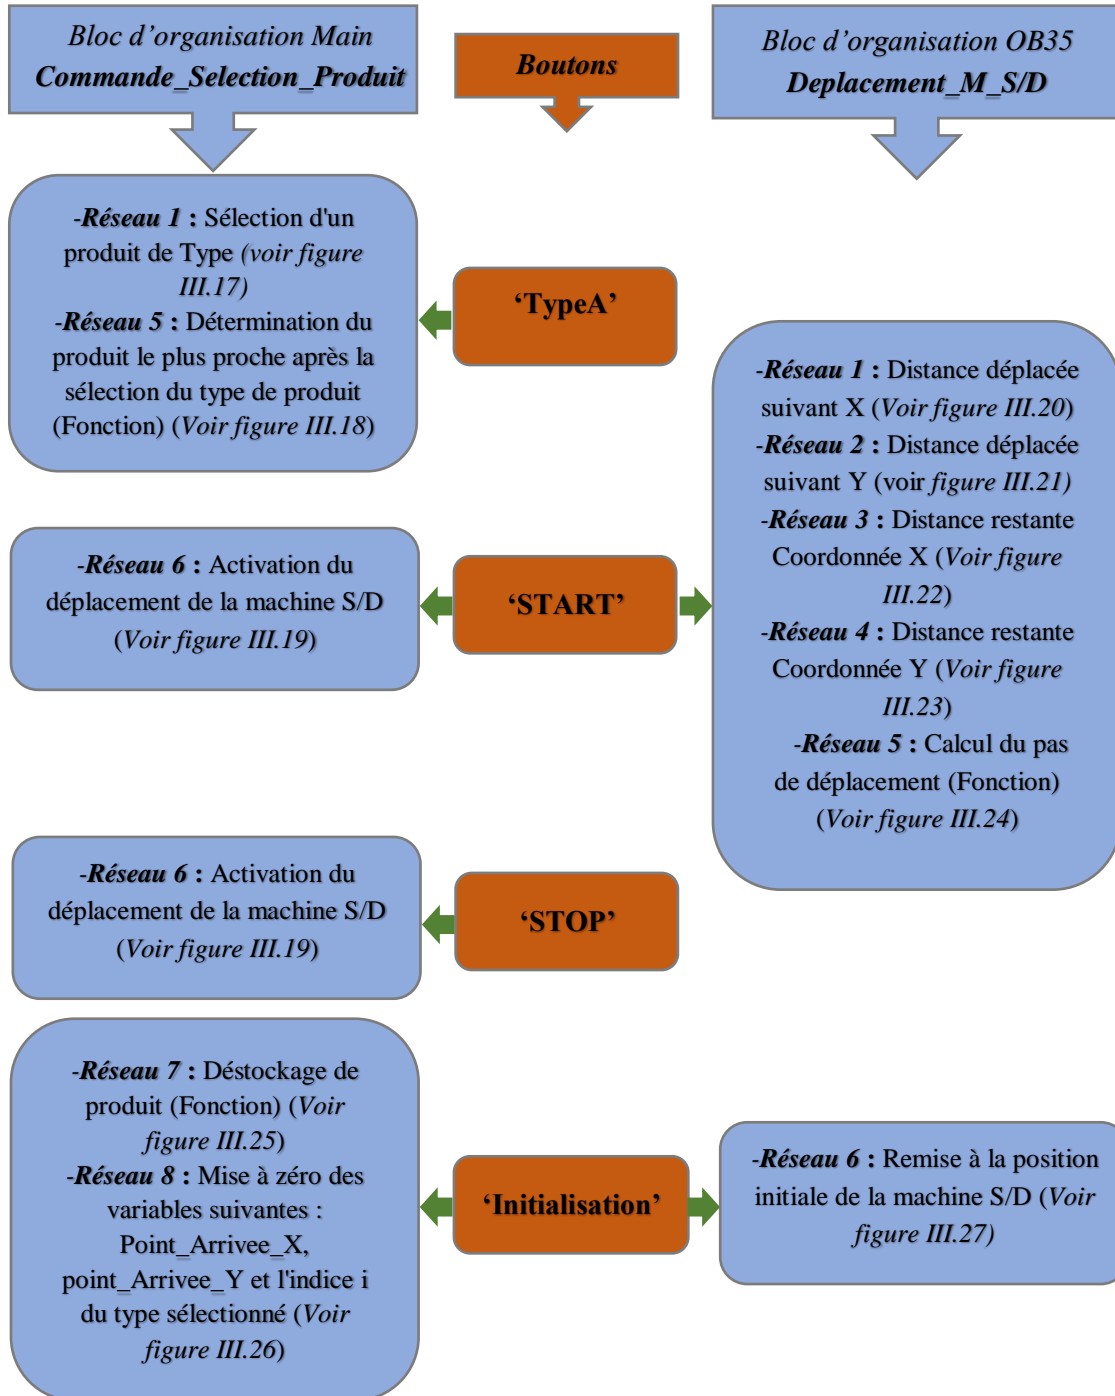 Bloc d'organisation Main
Commande_Selection_Produit
Boutons
Bloc d'organisation OB35
Deplacement_M_S/D
-Réseau 1 : Sélection d'un
produit de Type (voir figure
III.17)
-Réseau 5 : Détermination du
produit le plus proche après la
sélection du type de produit
(Fonction) (Voir figure III.18)
‘TypeA’
-Réseau 6 : Activation du
déplacement de la machine S/D
(Voir figure III.19)
‘START’
-Réseau 1 : Distance déplacée
suivant X (Voir figure III.20)
-Réseau 2 : Distance déplacée
suivant Y (voir figure III.21)
-Réseau 3 : Distance restante
Coordonnée X (Voir figure
III.22)
-Réseau 4 : Distance restante
Coordonnée Y (Voir figure
III.23)
-Réseau 5 : Calcul du pas
de déplacement (Fonction)
(Voir figure III.24)
-Réseau 6 : Activation du
déplacement de la machine S/D
(Voir figure III.19)
‘STOP’
-Réseau 7 : Déstockage de
produit (Fonction) (Voir
figure III.25)
-Réseau 8 : Mise à zéro des
variables suivantes :
Point_Arrivee_X,
point_Arrivee_Y et l'indice i
du type sélectionné (Voir
figure III.26)
‘Initialisation’
-Réseau 6 : Remise à la position
initiale de la machine S/D (Voir
figure III.27)